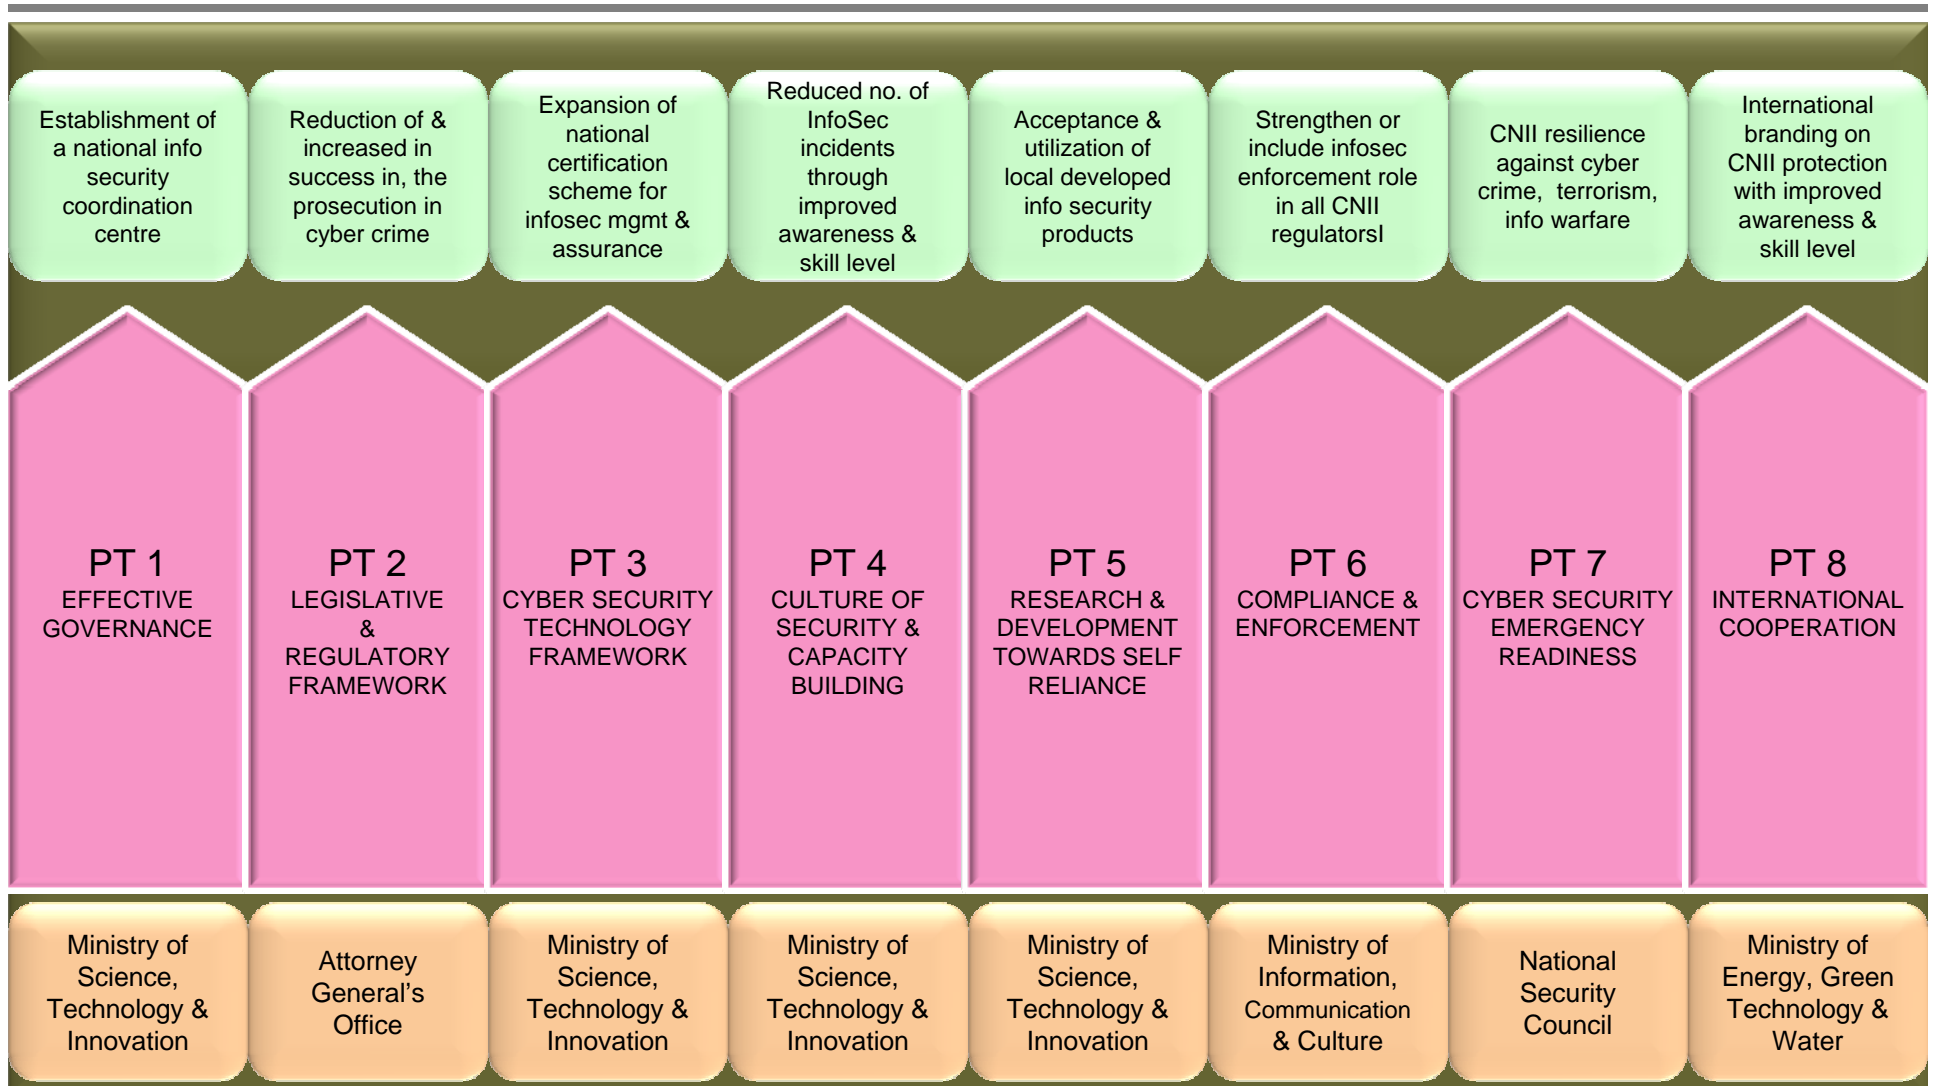 Establishment of
a national info
security
coordination
centre
Reduction of &
increased in
success in, the
prosecution in
cyber crime
Expansion of
national
certification
scheme for
infosec mgmt &
assurance
Reduced no. of
InfoSec
incidents
through
improved
awareness &
skill level
Acceptance &
utilization of
local developed
info security
products
Strengthen or
include infosec
enforcement role
in all CNII
regulatorsI
CNII resilience
against cyber
crime, terrorism,
info warfare
International
branding on
CNII protection
with improved
awareness &
skill level
PT 1
EFFECTIVE
GOVERNANCE
PT 2
LEGISLATIVE
&
REGULATORY
FRAMEWORK
PT 3
CYBER SECURITY
TECHNOLOGY
FRAMEWORK
PT 4
CULTURE OF
SECURITY &
CAPACITY
BUILDING
PT 5
RESEARCH &
DEVELOPMENT
TOWARDS SELF
RELIANCE
PT 6
COMPLIANCE &
ENFORCEMENT
PT 7
CYBER SECURITY
EMERGENCY
READINESS
PT 8
INTERNATIONAL
COOPERATION
Ministry of
Science,
Technology &
Innovation
Attorney
General’s
Office
Ministry of
Science,
Technology &
Innovation
Ministry of
Science,
Technology &
Innovation
Ministry of
Science,
Technology &
Innovation
Ministry of
Information,
Communication
& Culture
National
Security
Council
Ministry of
Energy, Green
Technology &
Water